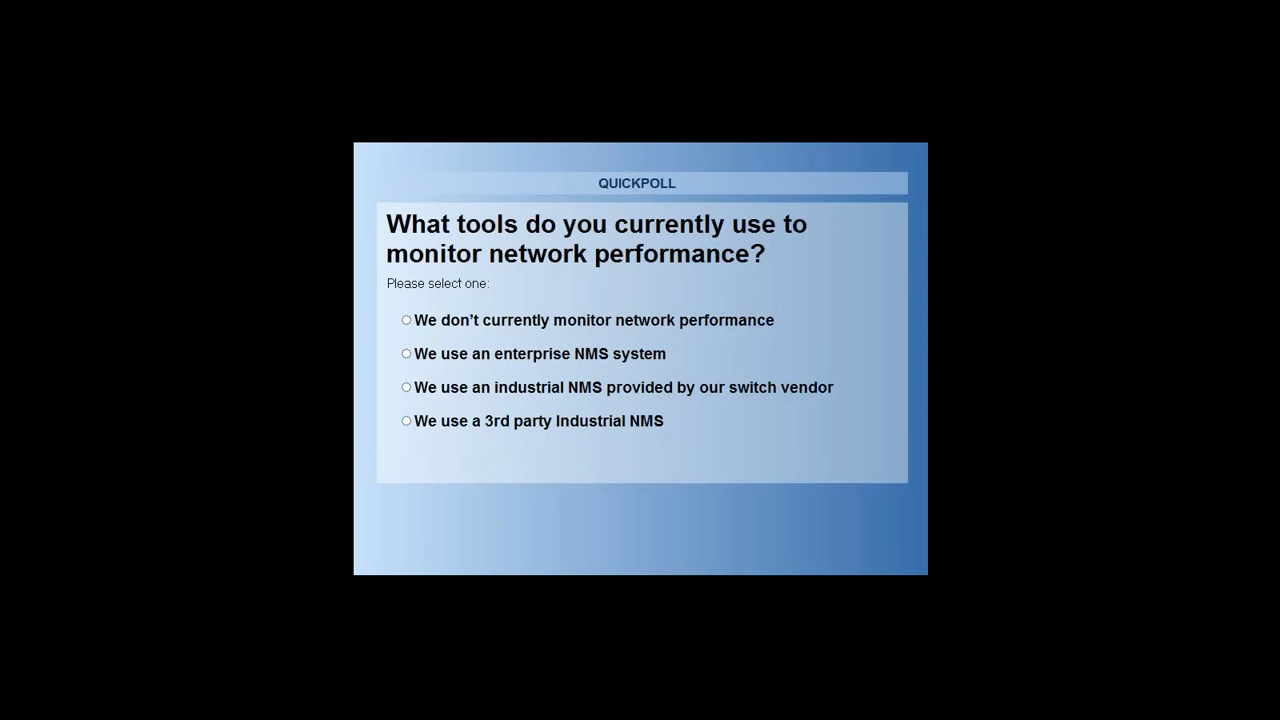 QUICKPOLL
What tools do you currently use to
monitor network performance?
Please select one:
We don’t currently monitor network performance
We use an enterprise NMS system
We use an industrial NMS provided by our switch vendor
We use a 3rd party Industrial NMS